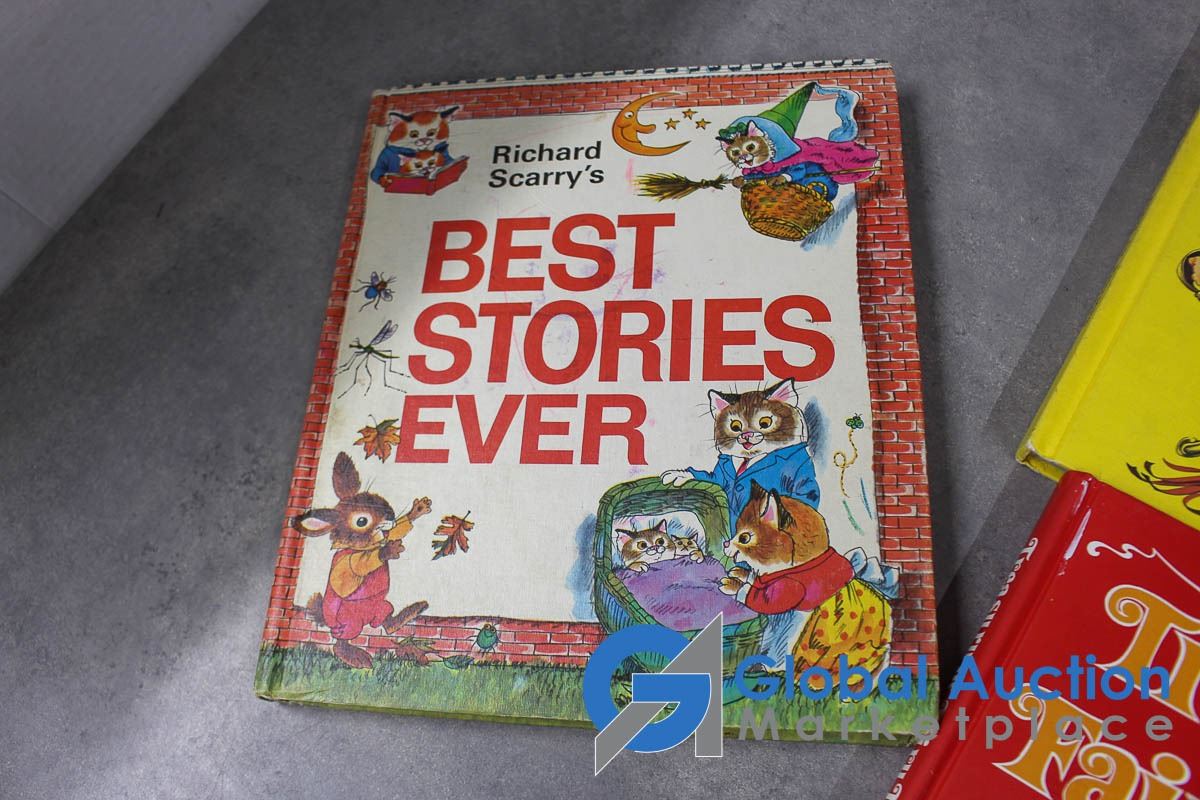 Richard
Scarry's
BEST
STORIES
EVER
Global Auction
Marketplace